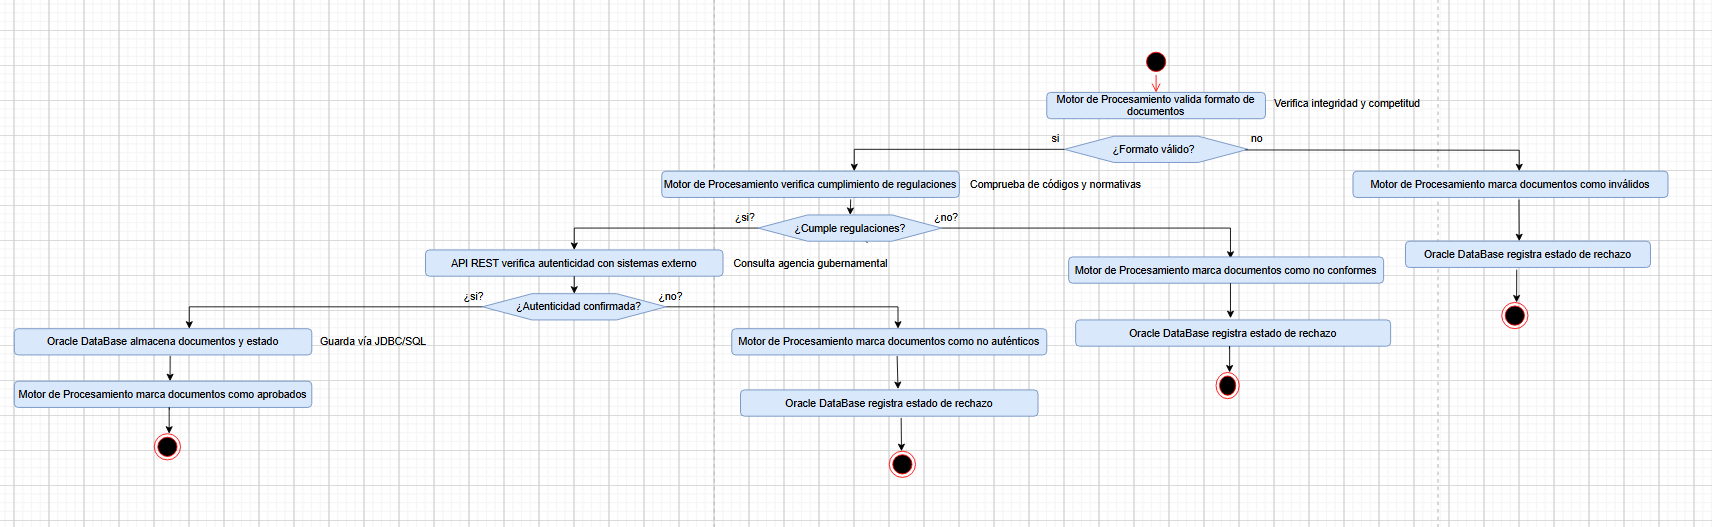 Motor de Procesamiento valida formato de
documentos
Verifica integridad y competitud
si
¿Formato válido?
no
Motor de Procesamiento verifica cumplimiento de regulaciones
Comprueba de códigos y normativas
Motor de Procesamiento marca documentos como inválidos
¿si?
¿Cumple regulaciones?
¿no?
API REST verifica autenticidad con sistemas externo
Consulta agencia gubernamental
Motor de Procesamiento marca documentos como no conformes
Oracle DataBase registra estado de rechazo
¿si?
¿Autenticidad confirmada?
¿no?
Oracle DataBase almacena documentos y estado
Guarda vía JDBC/SQL
Motor de Procesamiento marca documentos como no auténticos
Oracle DataBase registra estado de rechazo
Motor de Procesamiento marca documentos como aprobados
Oracle DataBase registra estado de rechazo